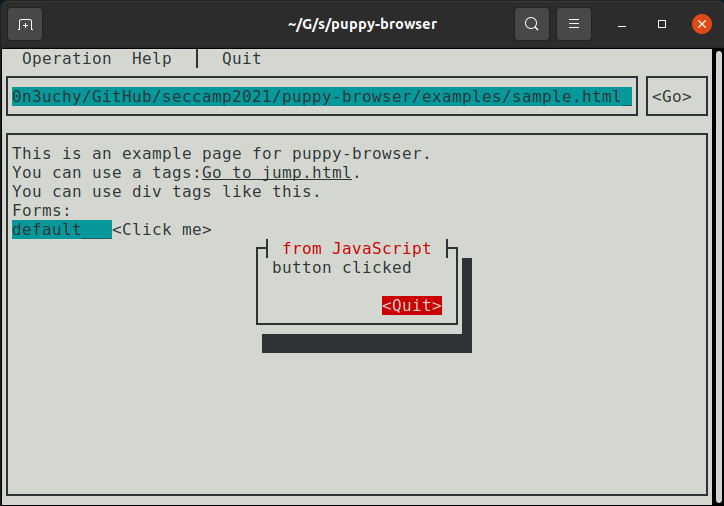 ~/G/s/puppy-browser
Operation Help | Quit
0n3uchy/GitHub/seccamp2021/puppy-browser/examples/sample.html_ <Go>
This is an example page for puppy-browser.
You can use a tags:Go to jump.html.
You can use div tags like this.
Forms:
default___<Click me>
from JavaScript
button clicked
<Quit>